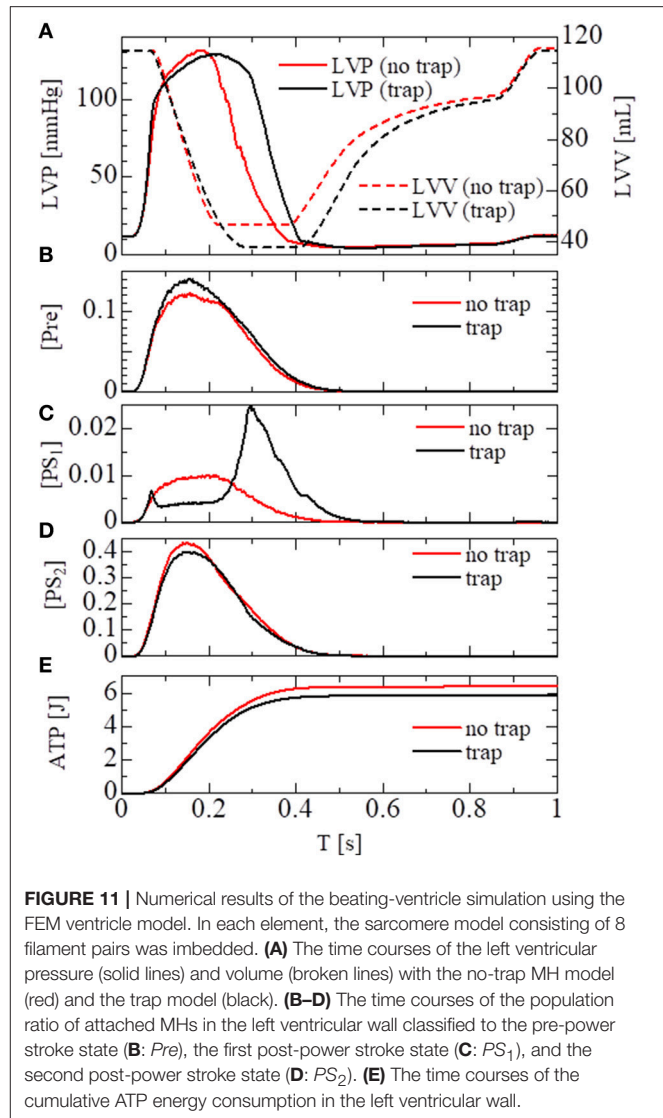 A
LVP [mmHg]
100
50
0
LVP (no trap)
LVP (trap)
LVV (no trap)
LVV (trap)
120
100
80
60
40
LVV [mL]
B
[Pre]
0.1
0
no trap
trap
C
[PS1]
0.02
0.01
0
no trap
trap
D
[PS2]
0.4
0.3
0.2
0.1
0
no trap
trap
E
ATP [J]
6
4
2
0
no trap
trap
0 0.2 0.4 0.6 0.8 1
T [s]
FIGURE 11 | Numerical results of the beating-ventricle simulation using the
FEM ventricle model. In each element, the sarcomere model consisting of 8
filament pairs was imbedded. (A) The time courses of the left ventricular
pressure (solid lines) and volume (broken lines) with the no-trap MH model
(red) and the trap model (black). (B–D) The time courses of the population
ratio of attached MHs in the left ventricular wall classified to the pre-power
stroke state (B: Pre), the first post-power stroke state (C: PS1), and the
second post-power stroke state (D: PS2). (E) The time courses of the
cumulative ATP energy consumption in the left ventricular wall.